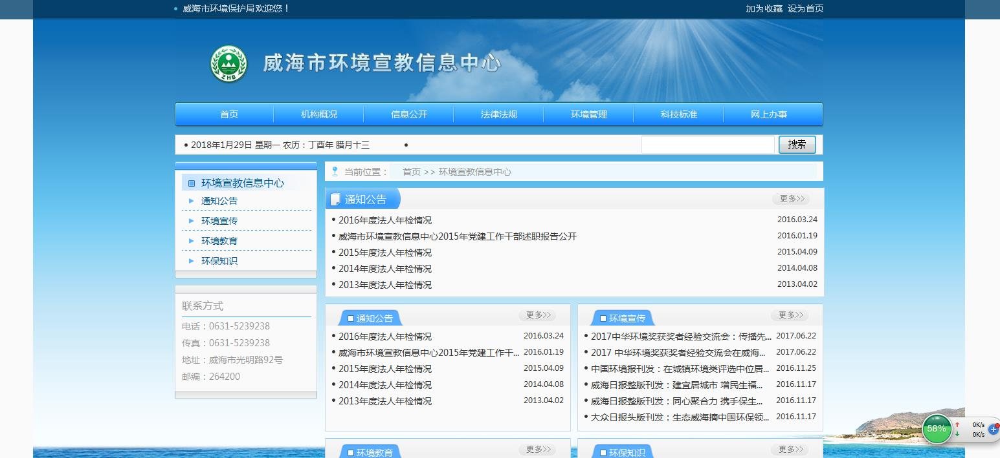 威海市环境保护局欢迎您！ 加为收藏 设为首页
ZHB
威海市环境宣教信息中心
首页 机构概况 信息公开 法律法规 环境管理 科技标准 网上办事
2018年1月29日 星期一 农历：丁酉年 腊月十三 搜索
环境宣教信息中心
通知公告
环境宣传
环境教育
环保知识
联系方式
电话：0631-5239238
传真：0631-5239238
地址：威海市光明路92号
邮编：264200
当前位置： 首页 >> 环境宣教信息中心
通知公告 更多>>
2016年度法人年检情况 2016.03.24
威海市环境宣教信息中心2015年党建工作干部述职报告公开 2016.01.19
2015年度法人年检情况 2015.04.09
2014年度法人年检情况 2014.04.08
2013年度法人年检情况 2013.04.02
通知公告 更多>>
2016年度法人年检情况 2016.03.24
威海市环境宣教信息中心2015年党建工作干... 2016.01.19
2015年度法人年检情况 2015.04.09
2014年度法人年检情况 2014.04.08
2013年度法人年检情况 2013.04.02
环境宣传 更多>>
2017中华环境奖获奖者经验交流会：传播先... 2017.06.22
2017 中华环境奖获奖者经验交流会在威海... 2017.06.22
中国环境报刊发：在城镇环境类评选中位居... 2016.11.25
威海日报整版刊发：建宜居城市 增民生福... 2016.11.17
威海日报整版刊发：同心聚合力 携手保生... 2016.11.17
大众日报头版刊发：生态威海摘中国环保领... 2016.11.17
环境教育 更多>>
环保知识 更多>>
58%
0K/s
0K/s